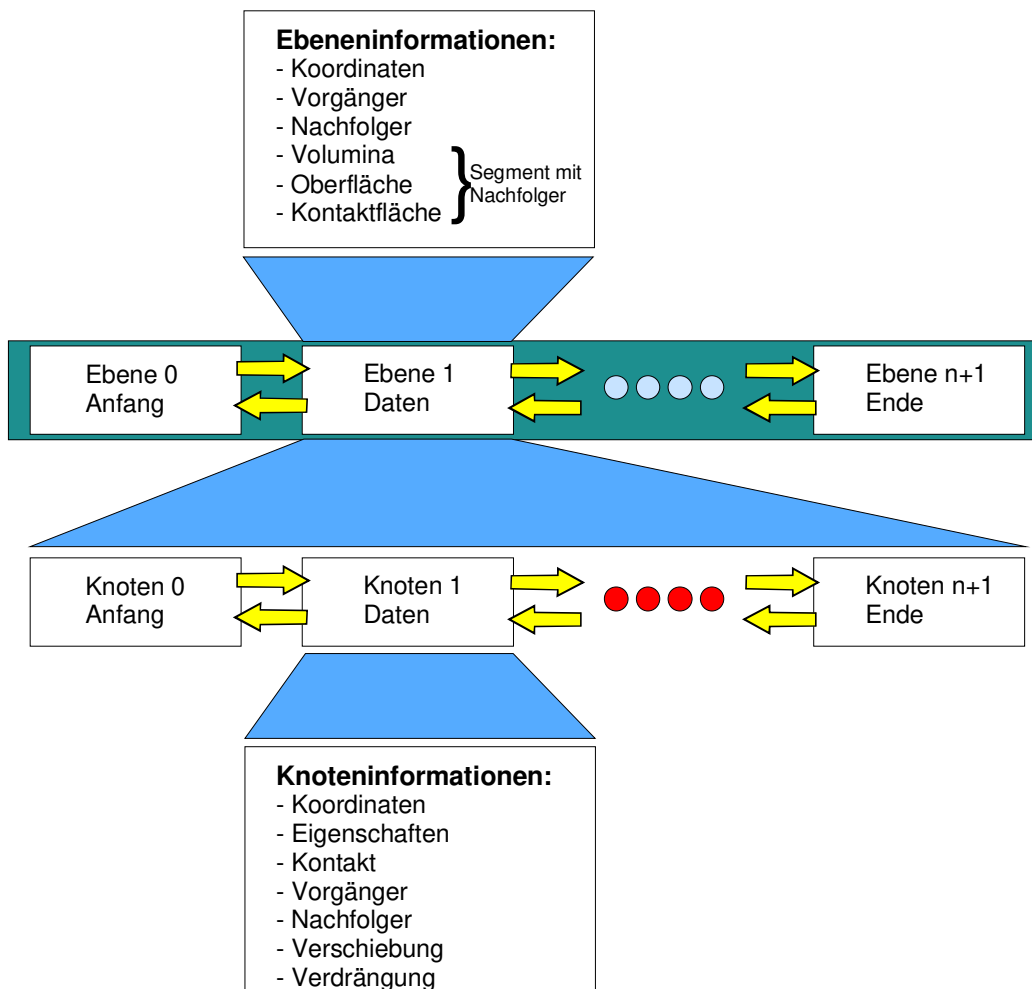 Ebeneninformationen:
- Koordinaten
- Vorgänger
- Nachfolger
- Volumina
- Oberfläche
- Kontaktfläche
Segment mit
Nachfolger
Ebene 0
Anfang
Ebene 1
Daten
Ebene n+1
Ende
Knoten 0
Anfang
Knoten 1
Daten
Knoten n+1
Ende
Knoteninformationen:
- Koordinaten
- Eigenschaften
- Kontakt
- Vorgänger
- Nachfolger
- Verschiebung
- Verdrängung